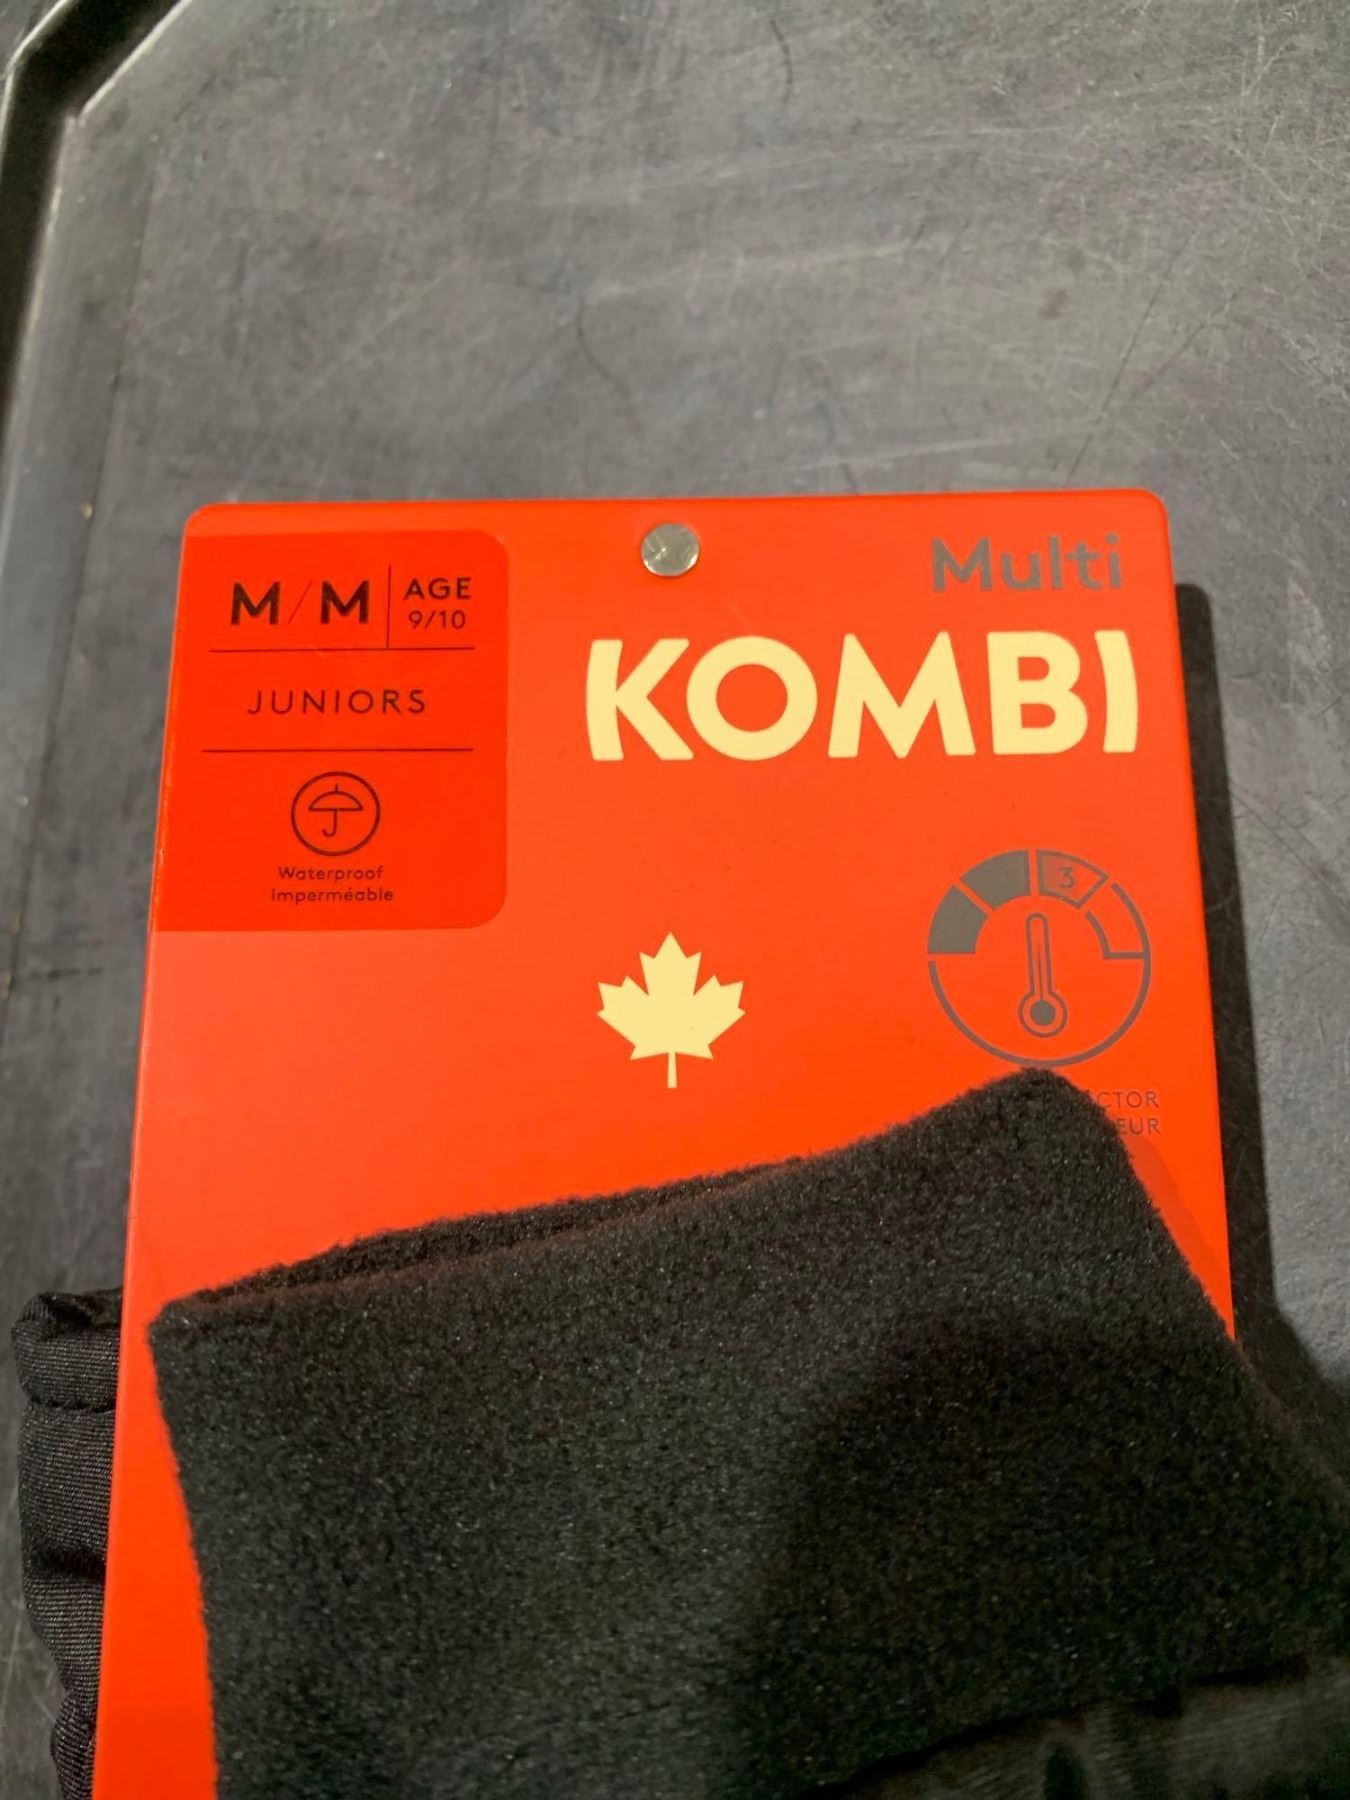 M/M AGE
9/10
JUNIORS
Waterproof
Imperméable
Multi
KOMBI
3